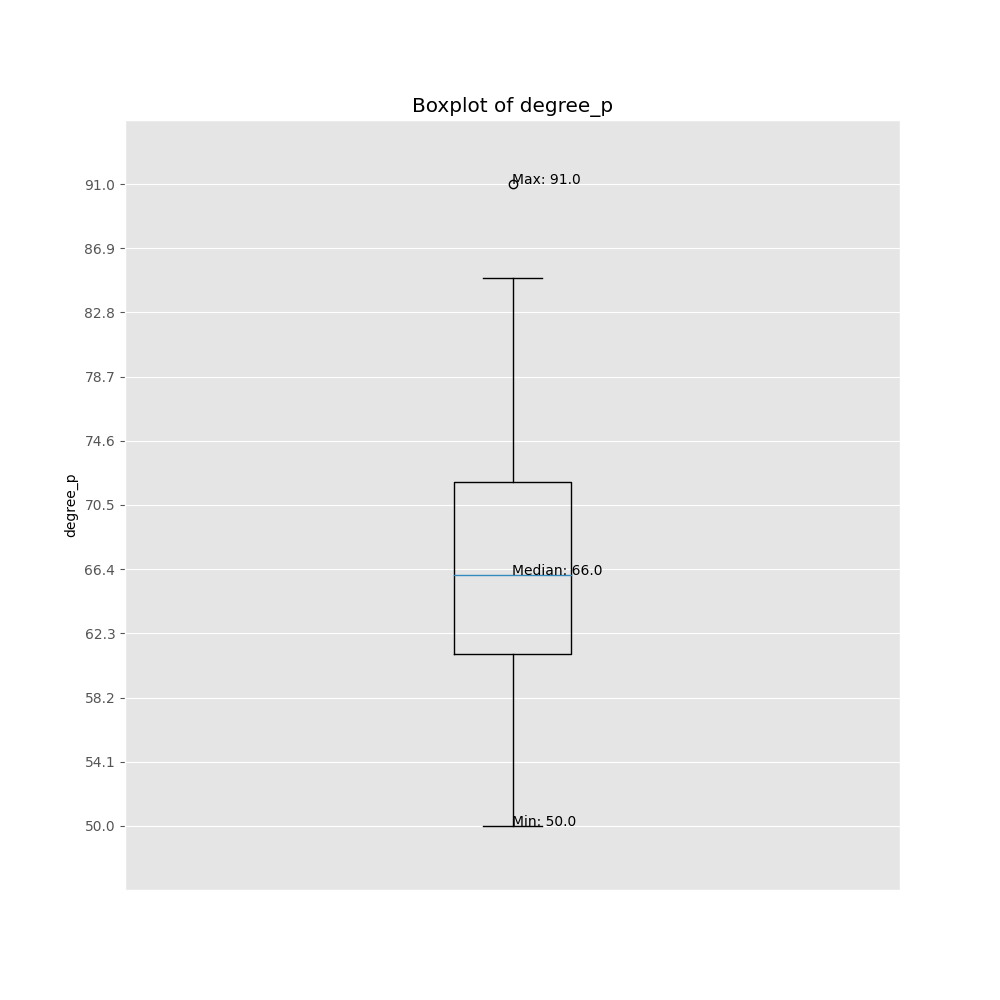 Boxplot of degree_p
Max: 91.0
91.0
86.9
82.8
78.7
74.6
70.5
degree_p
66.4
Median: 66.0
62.3
58.2
54.1
Min: 50.0
50.0